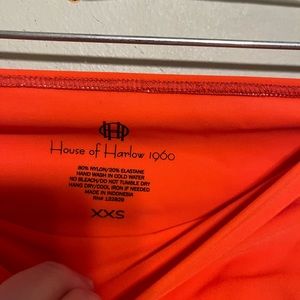 House of Harlow 1960
80% NYLON/20% ELASTANE
HAND WASH IN COLD WATER
NO BLEACH/DO NOT TUMBLE DRY
HANG DRY/COOL IRON IF NEEDED
MADE IN INDONESIA
RN#
XXS